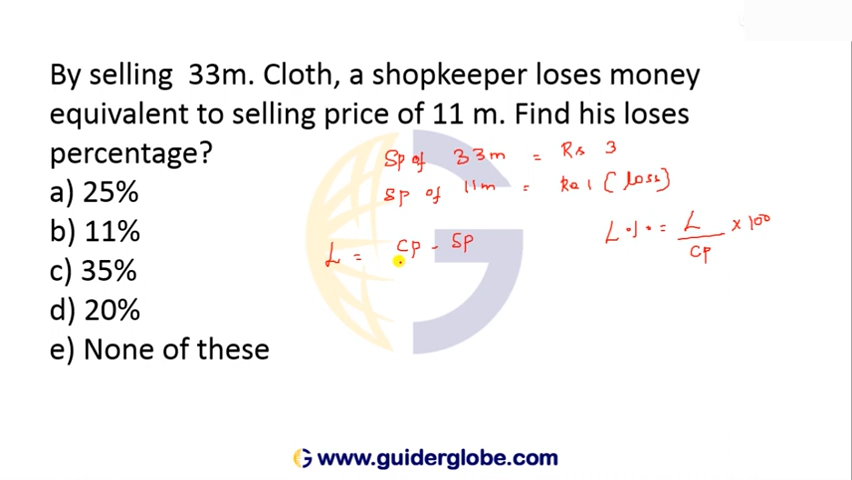 By selling 33m. Cloth, a shopkeeper loses money
equivalent to selling price of 11 m. Find his loses
percentage?
Sp of 33m = Rs 3
Sp of 11m = Re 1 (loss)
a) 25%
b) 11%
L % = L / CP × 100
L = CP - SP
c) 35%
d) 20%
e) None of these
www.guiderglobe.com